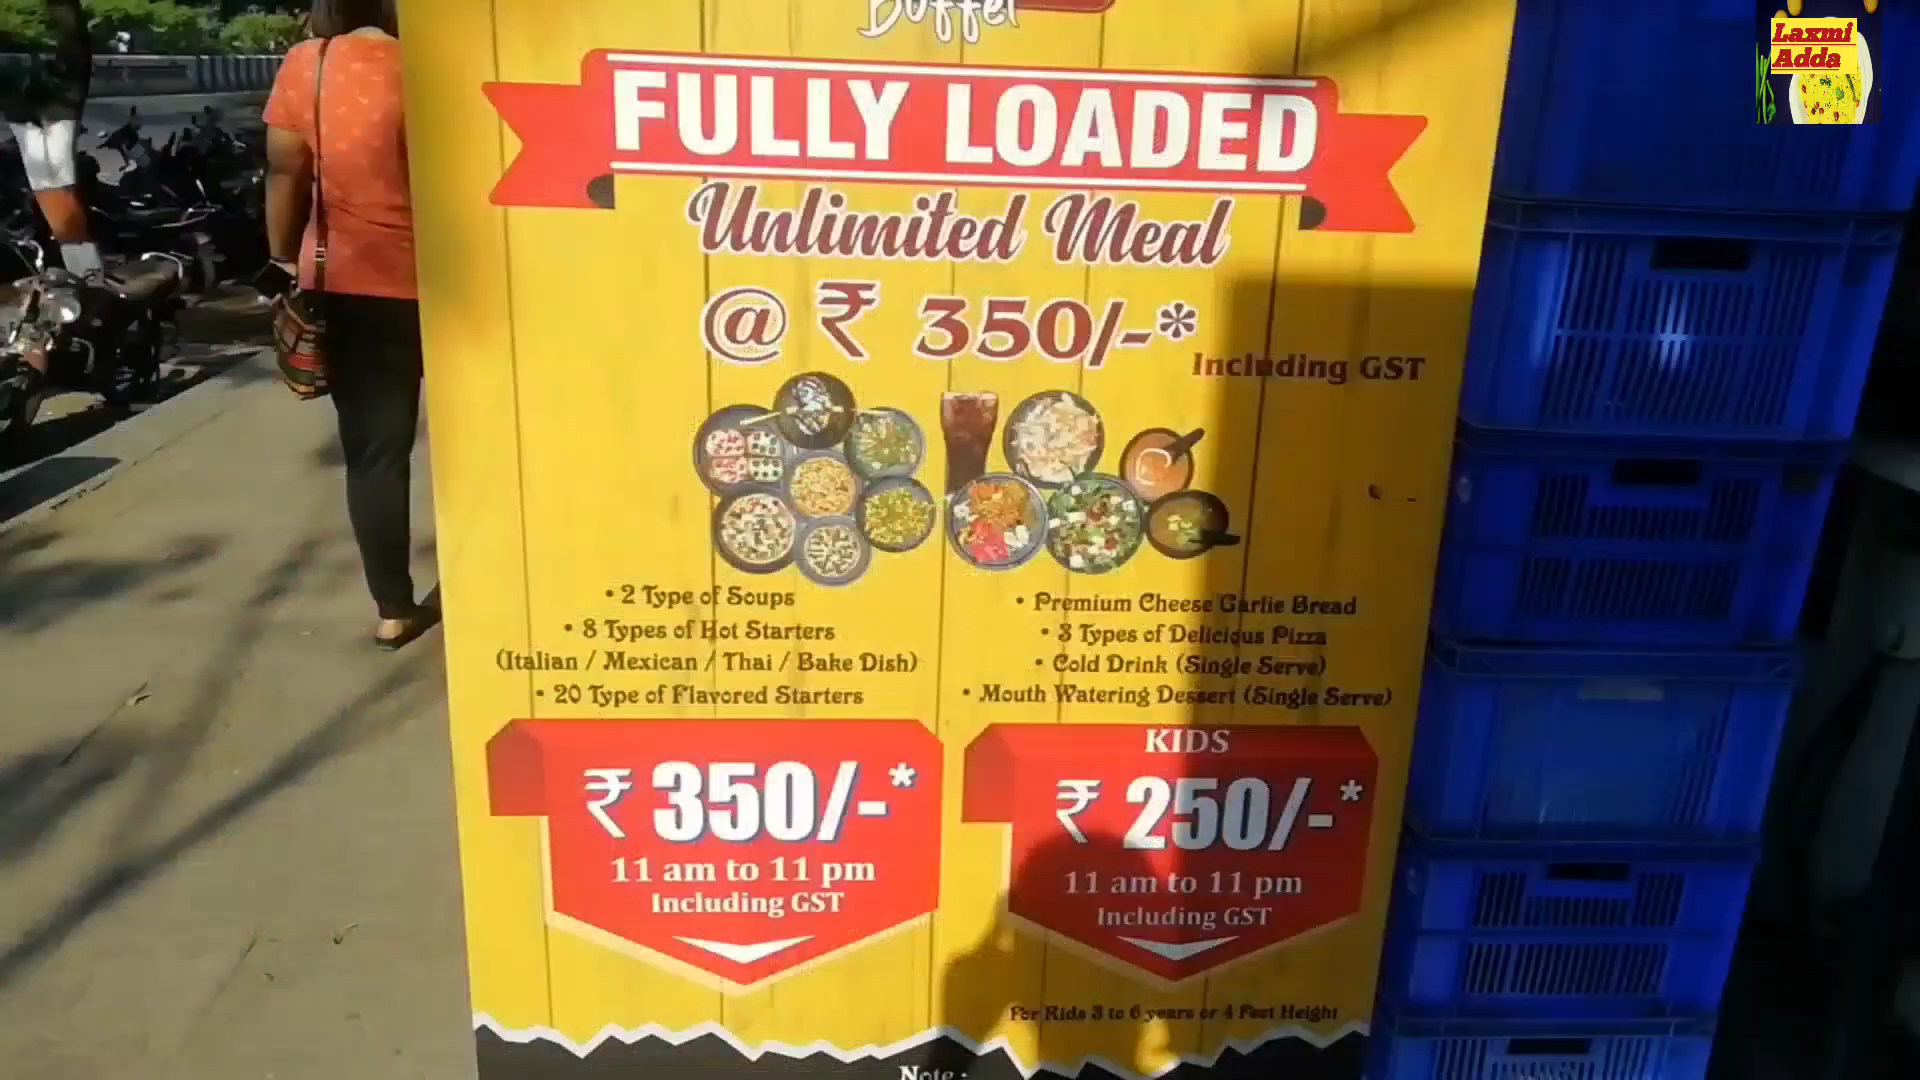 Buffet
FULLY LOADED
Unlimited Meal
@ ₹ 350/-*
Including GST
• 2 Type of Soups
• 8 Types of Hot Starters
(Italian / Mexican / Thai / Bake Dish)
• 20 Type of Flavored Starters
• Premium Cheese Garlic Bread
• 3 Types of Delicious Pizza
• Cold Drink (Single Serve)
• Mouth Watering Dessert (Single Serve)
₹ 350/-*
11 am to 11 pm
Including GST
KIDS
₹ 250/-*
11 am to 11 pm
Including GST
For Kids 3 to 6 years or 4 Feet Height
Note :
Laxmi
Adda